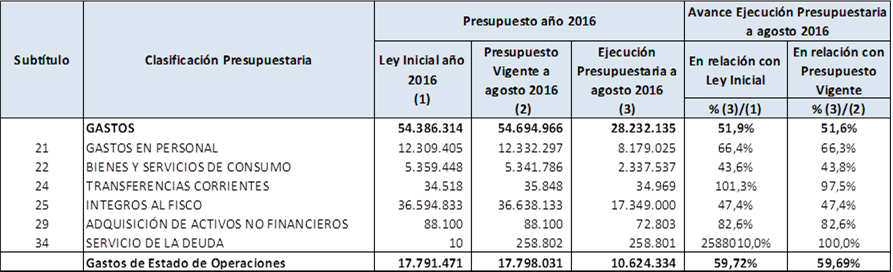 Subtítulo Clasificación Presupuestaria Presupuesto año 2016 Avance Ejecución Presupuestaria a agosto 2016
Ley Inicial año 2016 (1) Presupuesto Vigente a agosto 2016 (2) Ejecución Presupuestaria a agosto 2016 (3) En relación con Ley Inicial En relación con Presupuesto Vigente
% (3)/(1) % (3)/(2)
GASTOS 54.386.314 54.694.966 28.232.135 51,9% 51,6%
21 GASTOS EN PERSONAL 12.309.405 12.332.297 8.179.025 66,4% 66,3%
22 BIENES Y SERVICIOS DE CONSUMO 5.359.448 5.341.786 2.337.537 43,6% 43,8%
24 TRANSFERENCIAS CORRIENTES 34.518 35.848 34.969 101,3% 97,5%
25 INTEGROS AL FISCO 36.594.833 36.638.133 17.349.000 47,4% 47,4%
29 ADQUISICIÓN DE ACTIVOS NO FINANCIEROS 88.100 88.100 72.803 82,6% 82,6%
34 SERVICIO DE LA DEUDA 10 258.802 258.801 2588010,0% 100,0%
Gastos de Estado de Operaciones 17.791.471 17.798.031 10.624.334 59,72% 59,69%